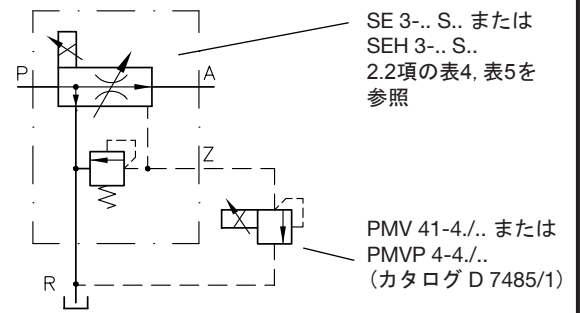 SE 3-.. S.. または
SEH 3-.. S..
2.2項の表4, 表5を
参照
P
A
Z
PMV 41-4./.. または
PMVP 4-4./..
（カタログ D 7485/1）
R